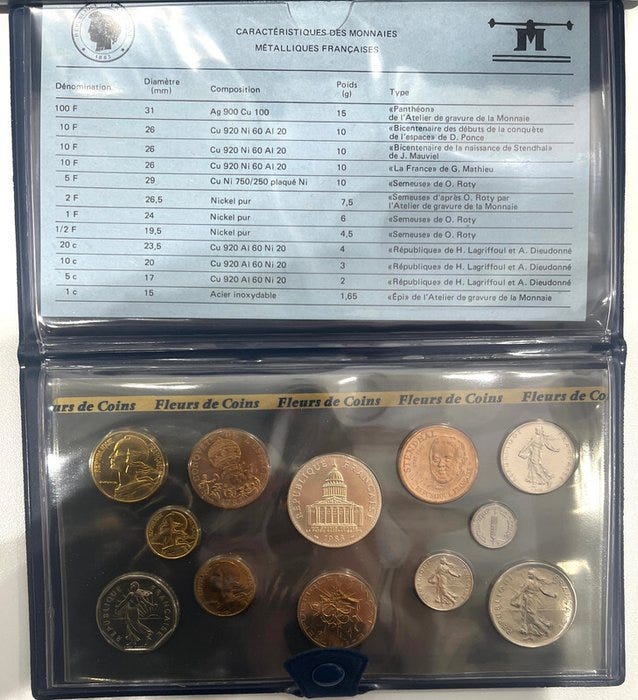 1983
M
CARACTÉRISTIQUES DES MONNAIES
MÉTALLIQUES FRANÇAISES
Dénomination Diamètre (mm) Composition Poids (g) Type
100 F 31 Ag 900 Cu 100 15 «Panthéon»
de l'Atelier de gravure de la Monnaie
10 F 26 Cu 920 Ni 60 Al 20 10 «Bicentenaire des débuts de la conquête
de l'espace» de D. Ponce
10 F 26 Cu 920 Ni 60 Al 20 10 «Bicentenaire de la naissance de Stendhal»
de J. Mauviel
10 F 26 Cu 920 Ni 60 Al 20 10 «La France» de G. Mathieu
5 F 29 Cu Ni 750/250 plaqué Ni 10 «Semeuse» de O. Roty
2 F 26,5 Nickel pur 7,5 «Semeuse» d'après O. Roty par
l'Atelier de gravure de la Monnaie
1 F 24 Nickel pur 6 «Semeuse» de O. Roty
1/2 F 19,5 Nickel pur 4,5 «Semeuse» de O. Roty
20 c 23,5 Cu 920 Al 60 Ni 20 4 «République» de H. Lagriffoul et A. Dieudonné
10 c 20 Cu 920 Al 60 Ni 20 3 «République» de H. Lagriffoul et A. Dieudonné
5 c 17 Cu 920 Al 60 Ni 20 2 «République» de H. Lagriffoul et A. Dieudonné
1 c 15 Acier inoxydable 1,65 «Épi» de l'Atelier de gravure de la Monnaie
urs de Coins Fleurs de Coins Fleurs de Coins Fleurs de Coins Fleurs de Co
STENDHAL
REPUBLIQUE FRANÇAISE
1983
REPUBLIQUE FRANÇAISE